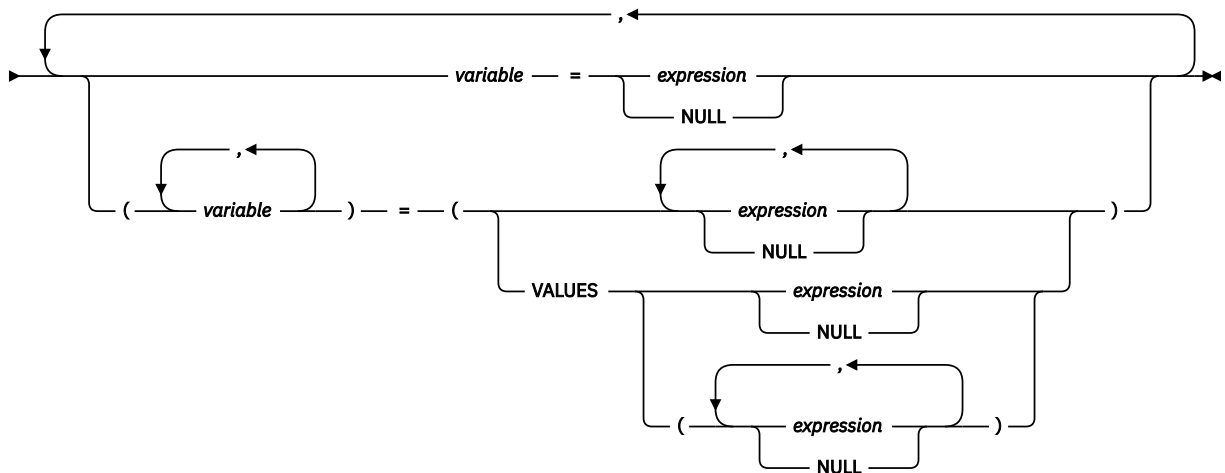 ,
variable = expression
NULL
, ,
( variable ) = ( expression )
NULL
VALUES expression
NULL
,
( expression )
NULL